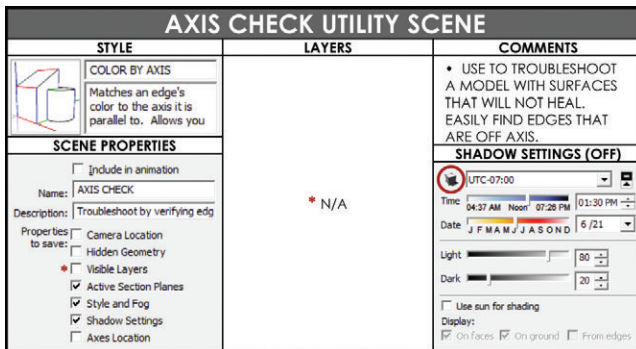 AXIS CHECK UTILITY SCENE
STYLE
COLOR BY AXIS
Matches an edge's
color to the axis it is
parallel to. Allows you
SCENE PROPERTIES
Include in animation
Name: AXIS CHECK
Description: Troubleshoot by verifying edg
Properties
to save:
Camera Location
Hidden Geometry
* Visible Layers
Active Section Planes
Style and Fog
Shadow Settings
Axes Location
LAYERS
* N/A
COMMENTS
• USE TO TROUBLESHOOT
A MODEL WITH SURFACES
THAT WILL NOT HEAL.
EASILY FIND EDGES THAT
ARE OFF AXIS.
SHADOW SETTINGS (OFF)
UTC-07:00
Time 04:37 AM Noon 07:26 PM 01:30 PM
Date J F M A M J J A S O N D 6 /21
Light 80
Dark 20
Use sun for shading
Display:
On faces On ground From edges